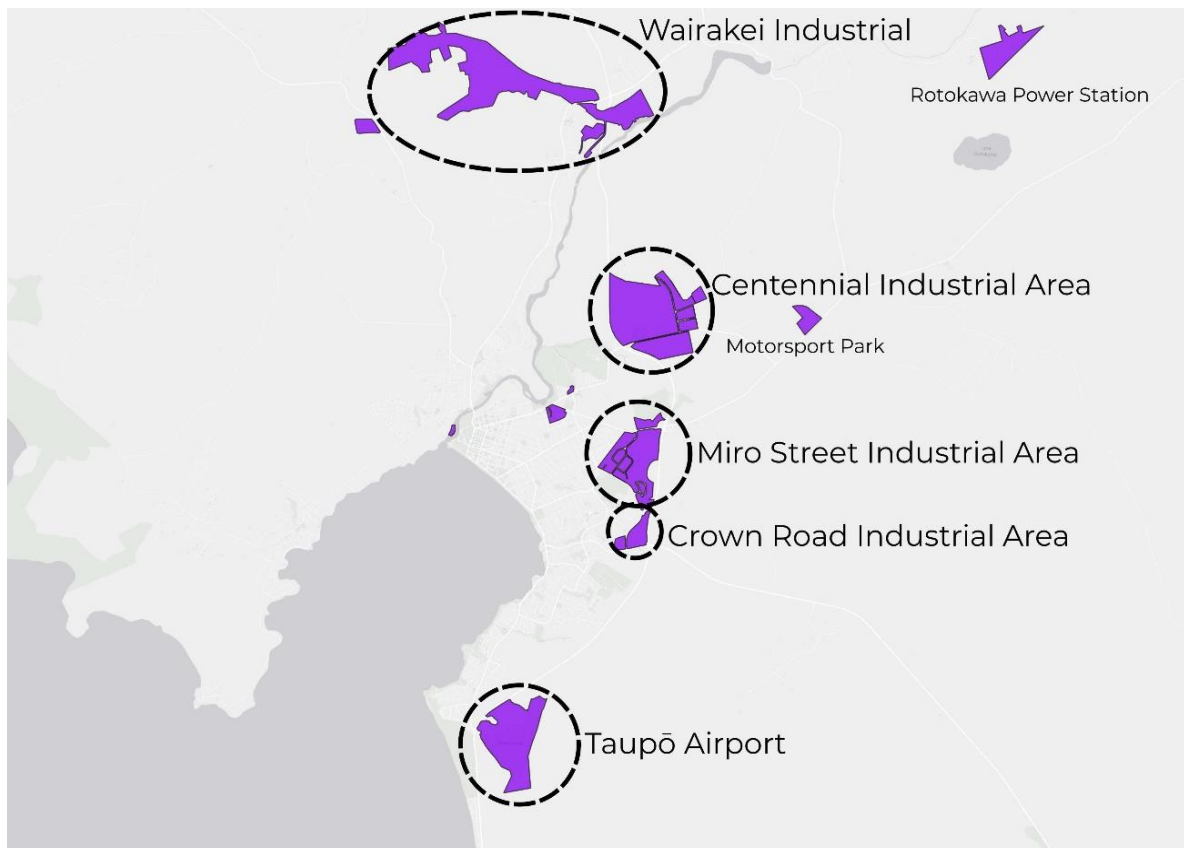 Wairakei Industrial
Rotokawa Power Station
Centennial Industrial Area
Motorsport Park
Miro Street Industrial Area
Crown Road Industrial Area
Taupō Airport